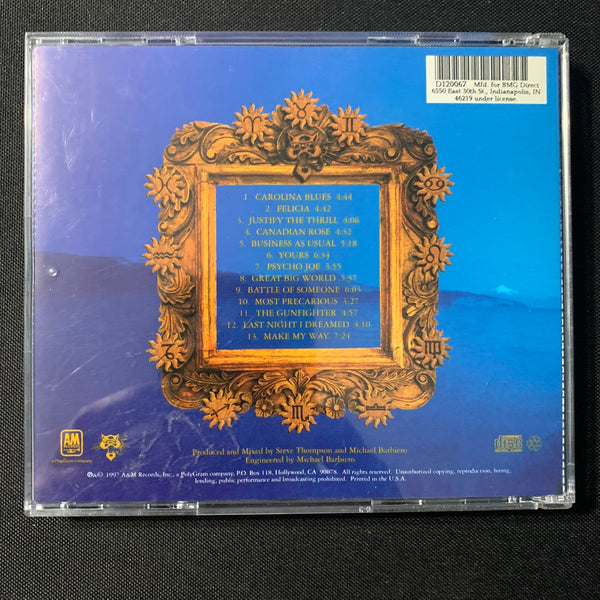 D120067 Mfd. for BMG Direct
6550 East 30th St., Indianapolis, IN
46219 under license.
1. CAROLINA BLUES 4:44
2. FELICIA 4:42
3. JUSTIFY THE THRILL 4:06
4. CANADIAN ROSE 4:32
5. BUSINESS AS USUAL 5:18
6. YOURS 6:34
7. PSYCHO JOE 3:55
8. GREAT BIG WORLD 5:37
9. BATTLE OF SOMEONE 6:03
10. MOST PRECARIOUS 3:27
11. THE GUNFIGHTER 4:57
12. LAST NIGHT I DREAMED 4:10
13. MAKE MY WAY 7:24
Produced and Mixed by Steve Thompson and Michael Barbiero
Engineered by Michael Barbiero
A&M
a PolyGram company
℗&© 1997 A&M Records, Inc., a PolyGram company, P.O. Box 118, Hollywood, CA 90078. All rights reserved. Unauthorized copying, reproduction, hiring,
lending, public performance and broadcasting prohibited. Printed in the U.S.A.